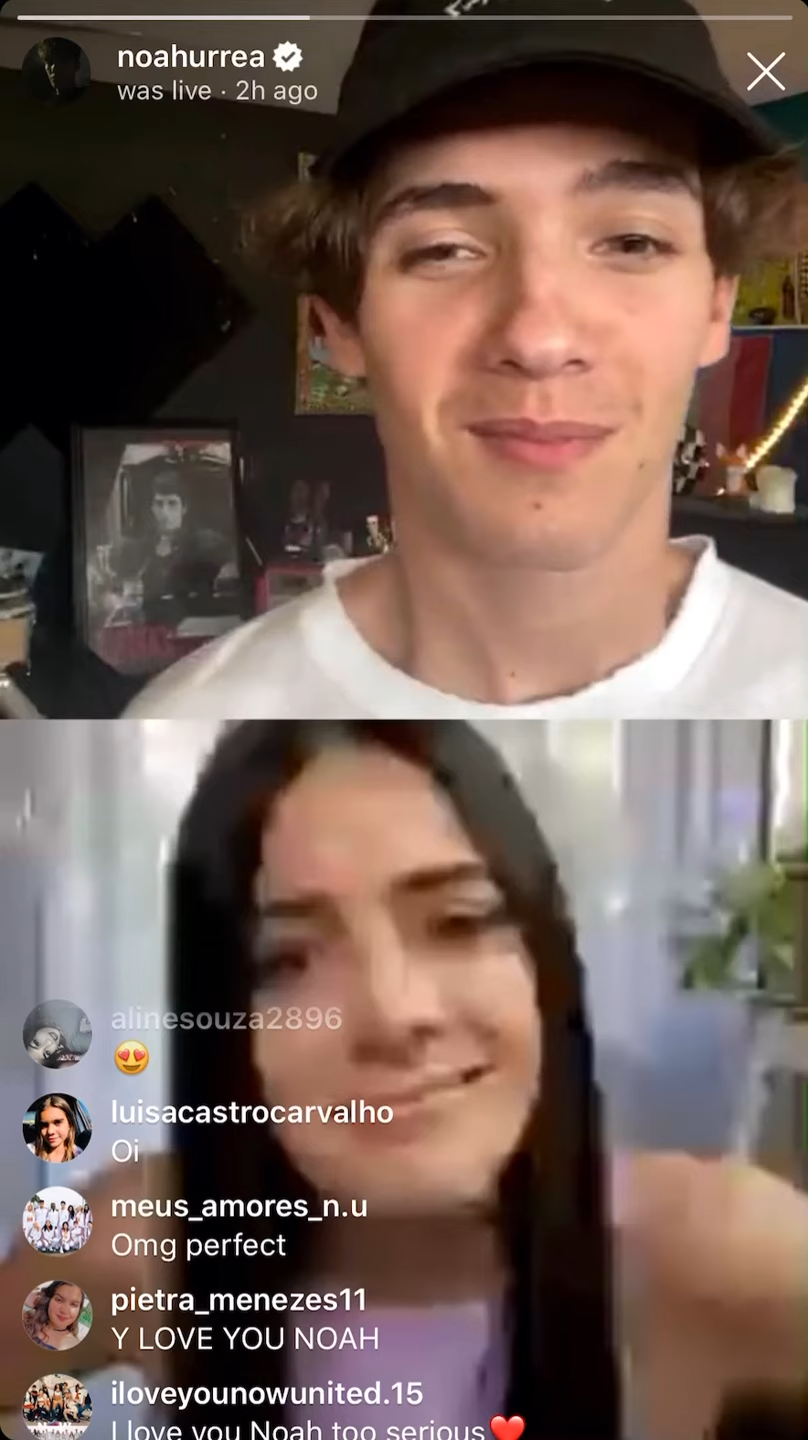 noahurrea
was live · 2h ago
alinesouza2896
😍
luisacastrocarvalho
Oi
meus_amores_n.u
Omg perfect
pietra_menezes11
Y LOVE YOU NOAH
iloveyounowunited.15
I love you Noah too serious❤️